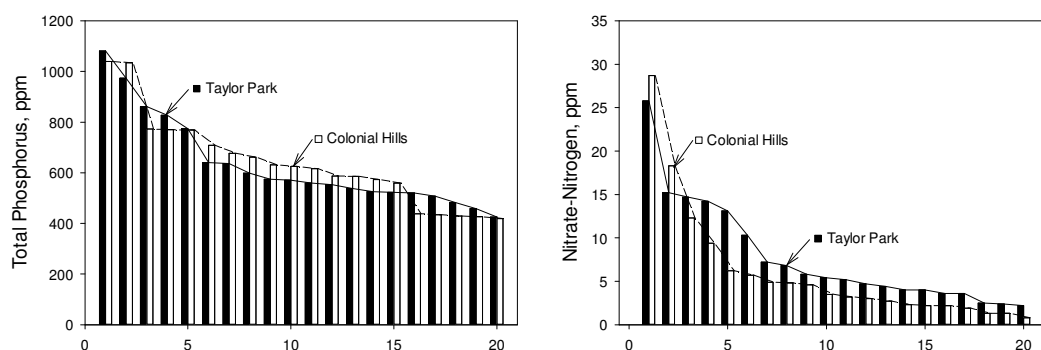 Total Phosphorus, ppm
1200
1000
800
600
400
200
0
0 5 10 15 20
Taylor Park
Colonial Hills
Nitrate-Nitrogen, ppm
35
30
25
20
15
10
5
0
0 5 10 15 20
Colonial Hills
Taylor Park